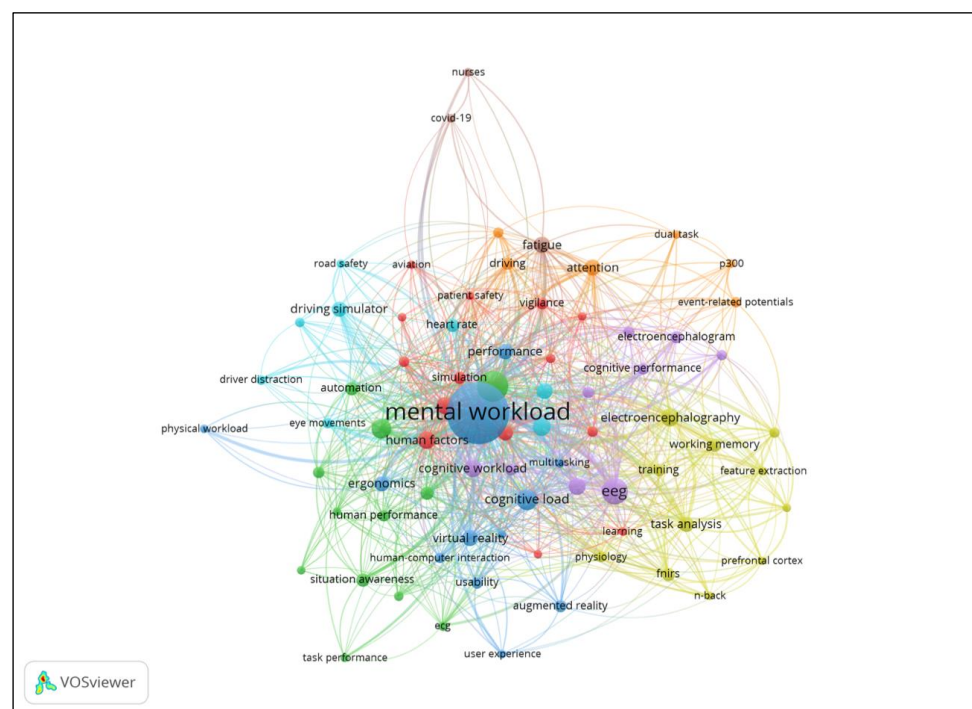 nurses
covid-19
fatigue
dual task
road safety
aviation
driving
attention
p300
patient safety
vigilance
event-related potentials
driving simulator
heart rate
electroencephalogram
performance
cognitive performance
driver distraction
automation
simulation
mental workload
eye movements
electroencephalography
physical workload
human factors
working memory
cognitive workload
multitasking
training
feature extraction
ergonomics
cognitive load
eeg
human performance
task analysis
learning
virtual reality
human-computer interaction
physiology
prefrontal cortex
situation awareness
usability
fnirs
n-back
augmented reality
ecg
task performance
user experience
VOSviewer